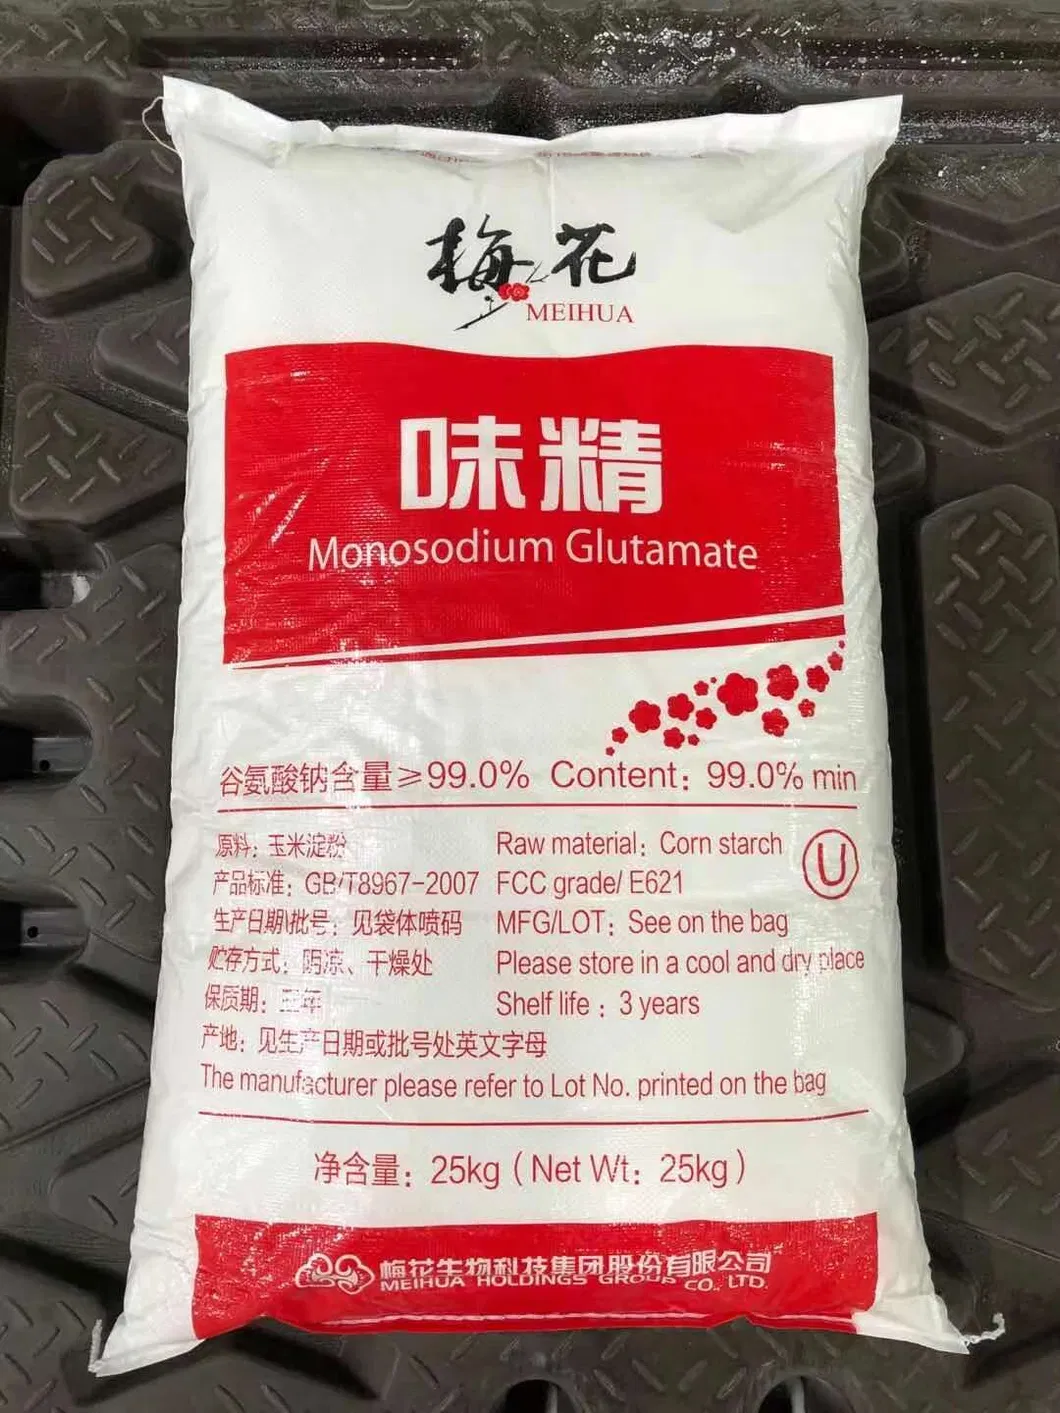 梅花
MEIHUA
味精
Monosodium Glutamate
谷氨酸钠含量≥99.0% Content: 99.0% min
原料: 玉米淀粉 Raw material: Corn starch
U
产品标准: GB/T8967-2007 FCC grade/ E621
生产日期\批号: 见袋体喷码 MFG/LOT: See on the bag
贮存方式: 阴凉、干燥处 Please store in a cool and dry place
保质期: 三年 Shelf life : 3 years
产地: 见生产日期或批号处英文字母
The manufacturer please refer to Lot No. printed on the bag
净含量: 25kg (Net Wt: 25kg)
梅花生物科技集团股份有限公司
MEIHUA HOLDINGS GROUP CO., LTD.